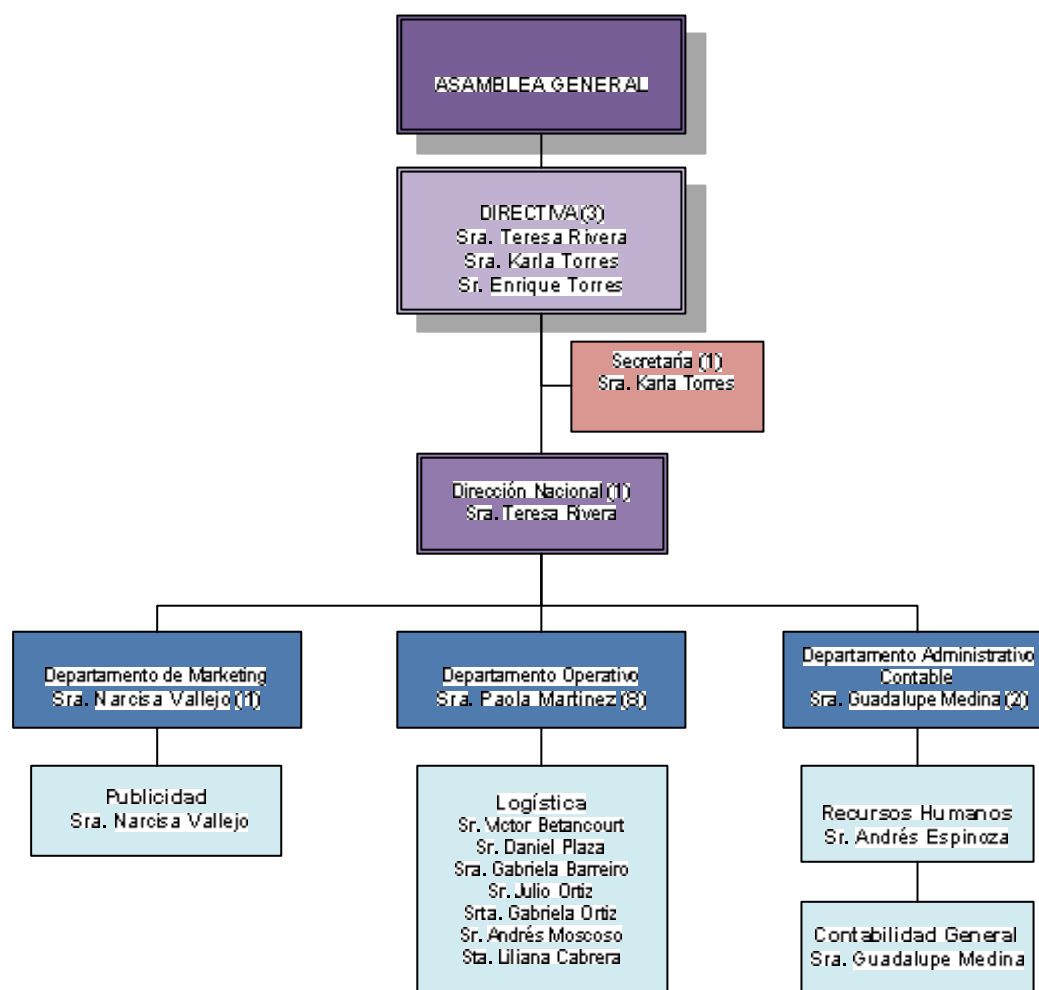 ASAMBLEA GENERAL
DIRECTIVA (3)
Sra. Teresa Rivera
Sra. Karla Torres
Sr. Enrique Torres
Secretaría (1)
Sra. Karla Torres
Dirección Nacional (1)
Sra. Teresa Rivera
Departamento de Marketing
Sra. Narcisa Vallejo (1)
Departamento Operativo
Sra. Paola Martinez (8)
Departamento Administrativo
Contable
Sra. Guadalupe Medina (2)
Publicidad
Sra. Narcisa Vallejo
Logística
Sr. Victor Betancourt
Sr. Daniel Plaza
Sra. Gabriela Barreiro
Sr. Julio Ortiz
Srta. Gabriela Ortiz
Sr. Andrés Moscoso
Sta. Liliana Cabrera
Recursos Humanos
Sr. Andrés Espinoza
Contabilidad General
Sra. Guadalupe Medina